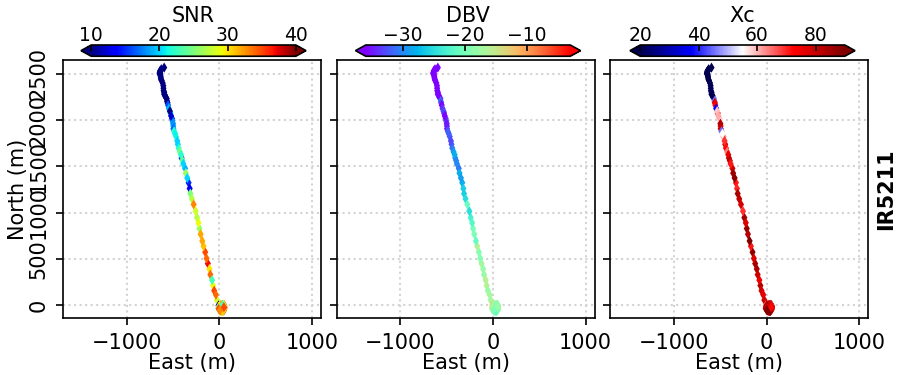 SNR
10 20 30 40
DBV
−30 −20 −10
Xc
20 40 60 80
North (m)
2500
2000
1500
1000
500
0
−1000 0 1000
East (m)
−1000 0 1000
East (m)
−1000 0 1000
East (m)
IR5211